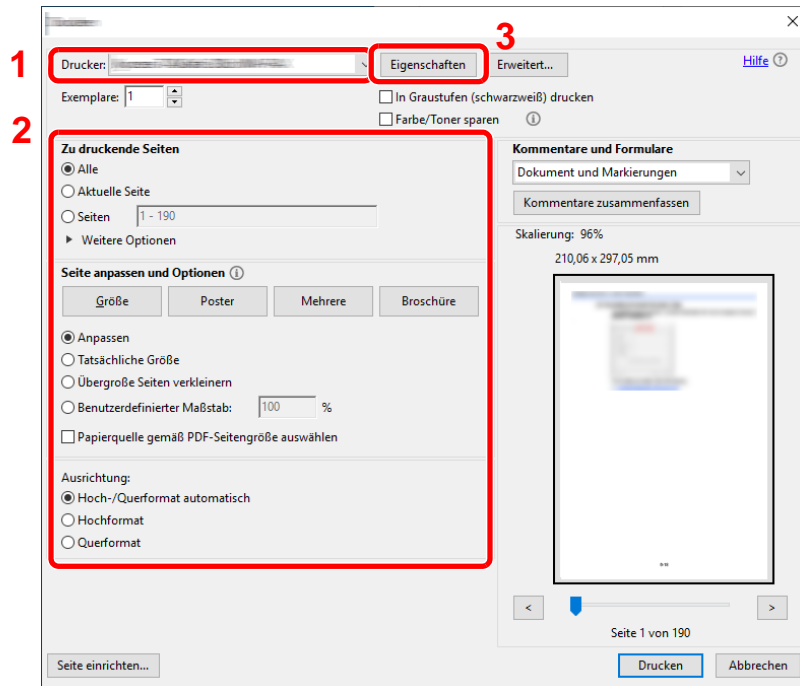 1
3
Drucker:
Eigenschaften
Erweitert...
Hilfe
Exemplare: 1
In Graustufen (schwarzweiß) drucken
Farbe/Toner sparen
2
Zu druckende Seiten
Alle
Aktuelle Seite
Seiten 1 - 190
Weitere Optionen
Seite anpassen und Optionen
Größe Poster Mehrere Broschüre
Anpassen
Tatsächliche Größe
Übergroße Seiten verkleinern
Benutzerdefinierter Maßstab: 100 %
Papierquelle gemäß PDF-Seitengröße auswählen
Ausrichtung:
Hoch-/Querformat automatisch
Hochformat
Querformat
Kommentare und Formulare
Dokument und Markierungen
Kommentare zusammenfassen
Skalierung: 96%
210,06 x 297,05 mm
< >
Seite 1 von 190
Seite einrichten...
Drucken
Abbrechen